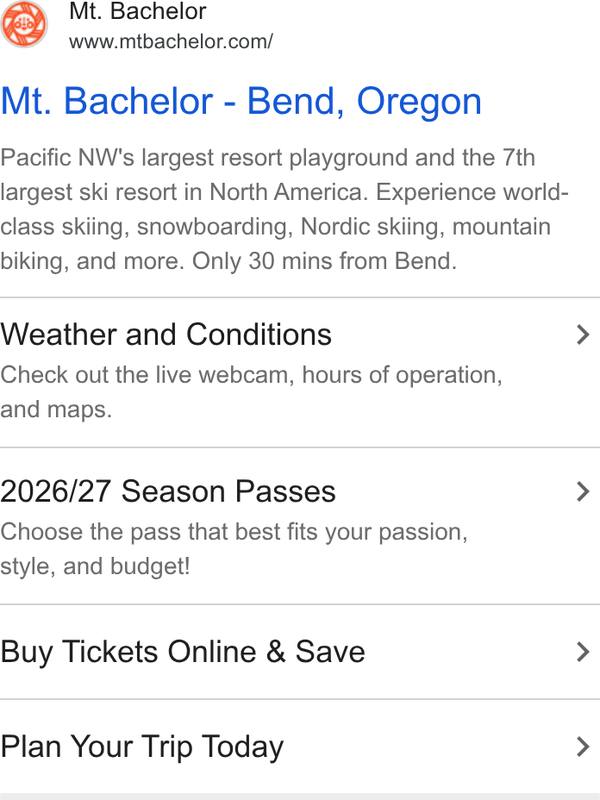 Mt. Bachelor
www.mtbachelor.com/
Mt. Bachelor - Bend, Oregon
Pacific NW's largest resort playground and the 7th
largest ski resort in North America. Experience world-
class skiing, snowboarding, Nordic skiing, mountain
biking, and more. Only 30 mins from Bend.
Weather and Conditions
Check out the live webcam, hours of operation,
and maps.
2026/27 Season Passes
Choose the pass that best fits your passion,
style, and budget!
Buy Tickets Online & Save
Plan Your Trip Today